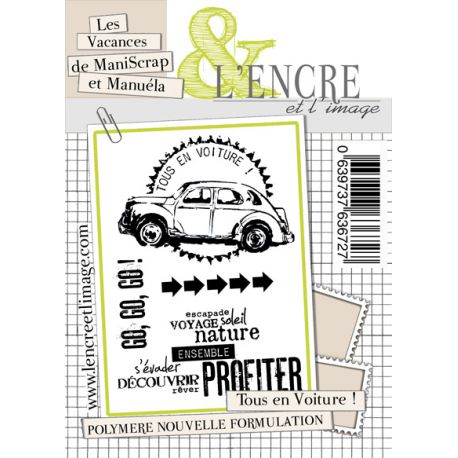 Les
Vacances
de ManiScrap
et Manuéla
&
L'ENCRE
et l'image
TOUS EN VOITURE !
0 639737 636727
www.lencreetlimage.com
GO, GO, GO !
escapade
VOYAGE soleil
nature
ENSEMBLE
s'évader
DÉCOUVRIR
rêver
PROFITER
Tous en Voiture !
POLYMERE NOUVELLE FORMULATION